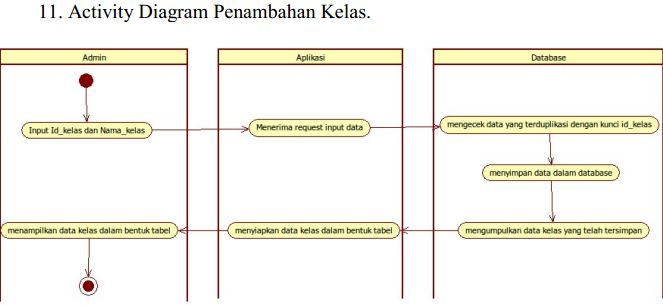 11. Activity Diagram Penambahan Kelas.
Admin
Aplikasi
Database
Input Id_kelas dan Nama_kelas
Menerima request input data
mengecek data yang terduplikasi dengan kunci id_kelas
menyimpan data dalam database
menampilkan data kelas dalam bentuk tabel
menyiapkan data kelas dalam bentuk tabel
mengumpulkan data kelas yang telah tersimpan